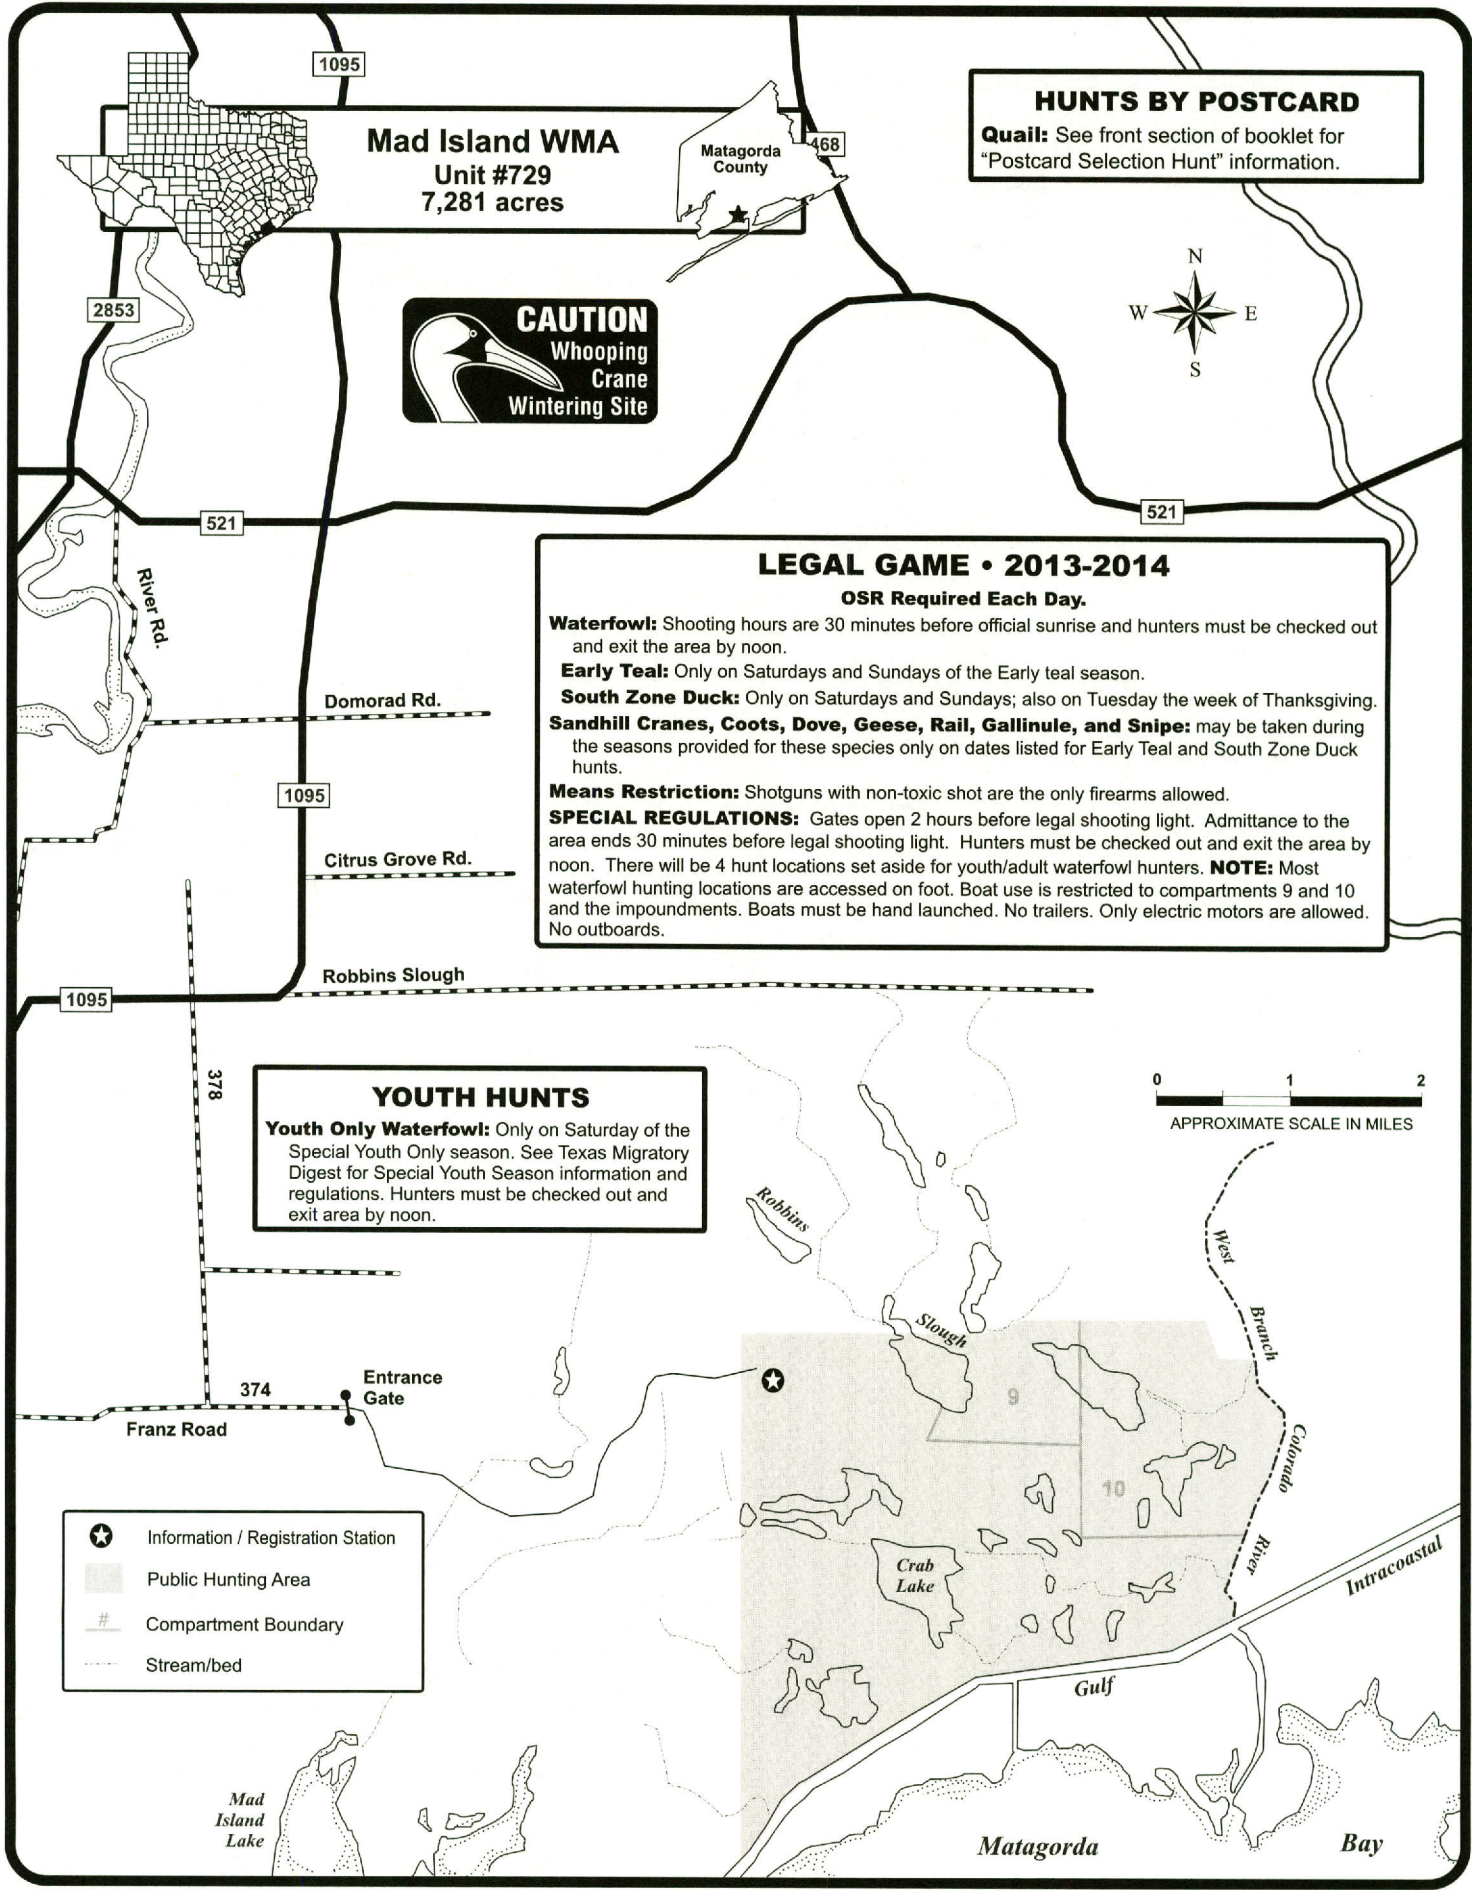 1095
Mad Island WMA
Unit #729
7,281 acres
Matagorda
County
468
HUNTS BY POSTCARD
Quail: See front section of booklet for
“Postcard Selection Hunt” information.
N
W
E
S
2853
CAUTION
Whooping
Crane
Wintering Site
521
521
LEGAL GAME • 2013-2014
OSR Required Each Day.
Waterfowl: Shooting hours are 30 minutes before official sunrise and hunters must be checked out
and exit the area by noon.
Early Teal: Only on Saturdays and Sundays of the Early teal season.
South Zone Duck: Only on Saturdays and Sundays; also on Tuesday the week of Thanksgiving.
Sandhill Cranes, Coots, Dove, Geese, Rail, Gallinule, and Snipe: may be taken during
the seasons provided for these species only on dates listed for Early Teal and South Zone Duck
hunts.
Means Restriction: Shotguns with non-toxic shot are the only firearms allowed.
SPECIAL REGULATIONS: Gates open 2 hours before legal shooting light. Admittance to the
area ends 30 minutes before legal shooting light. Hunters must be checked out and exit the area by
noon. There will be 4 hunt locations set aside for youth/adult waterfowl hunters. NOTE: Most
waterfowl hunting locations are accessed on foot. Boat use is restricted to compartments 9 and 10
and the impoundments. Boats must be hand launched. No trailers. Only electric motors are allowed.
No outboards.
River Rd.
Domorad Rd.
1095
Citrus Grove Rd.
Robbins Slough
1095
378
YOUTH HUNTS
Youth Only Waterfowl: Only on Saturday of the
Special Youth Only season. See Texas Migratory
Digest for Special Youth Season information and
regulations. Hunters must be checked out and
exit area by noon.
0 1 2
APPROXIMATE SCALE IN MILES
Robbins
Slough
West
Branch
Colorado
River
374
Entrance
Gate
Franz Road
9
10
Crab
Lake
Information / Registration Station
Public Hunting Area
#
Compartment Boundary
Stream/bed
Intracoastal
Gulf
Mad
Island
Lake
Matagorda
Bay